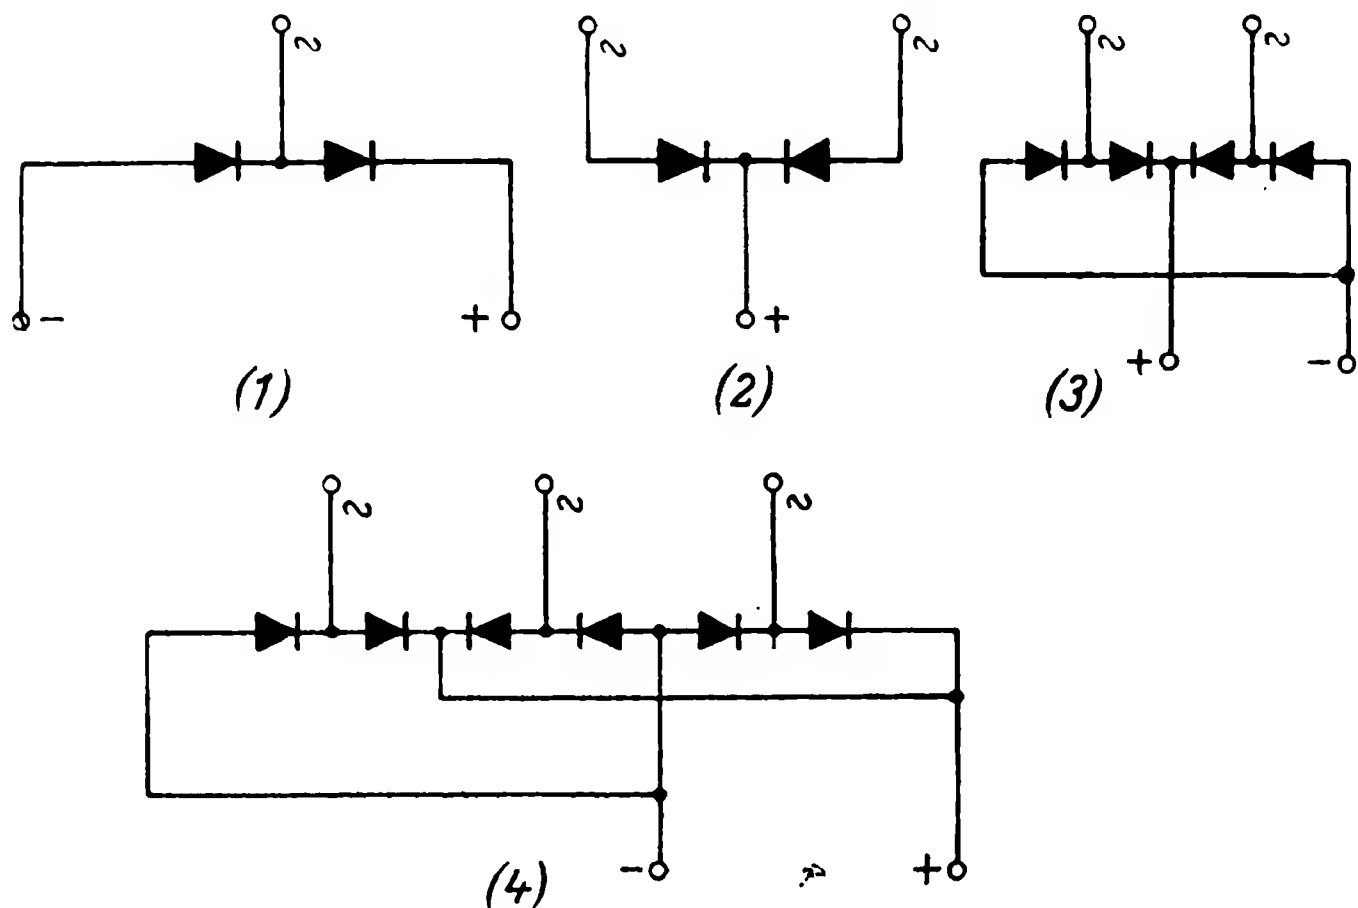 ~ ~ ~ ~ ~
- + + + -
(1) (2) (3)
~ ~ ~
- +
(4)